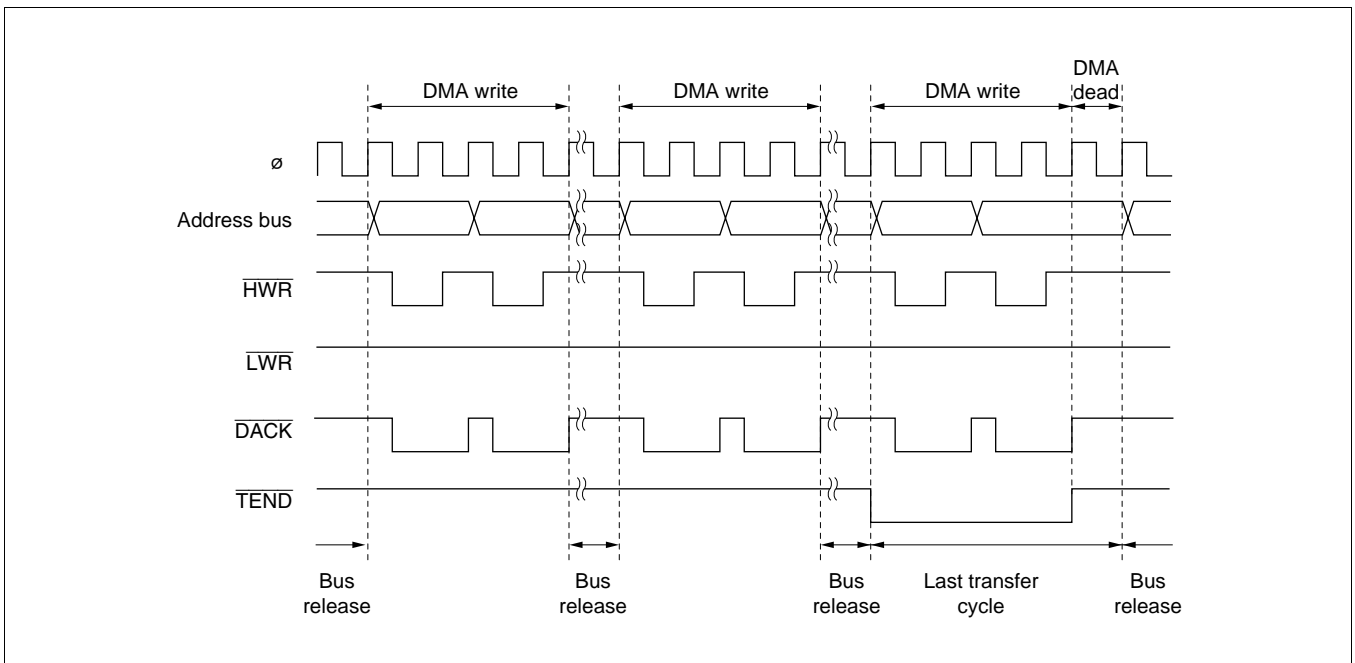 DMA write
DMA write
DMA write
DMA
dead
ø
Address bus
HWR
LWR
DACK
TEND
Bus
release
Bus
release
Bus
release
Last transfer
cycle
Bus
release